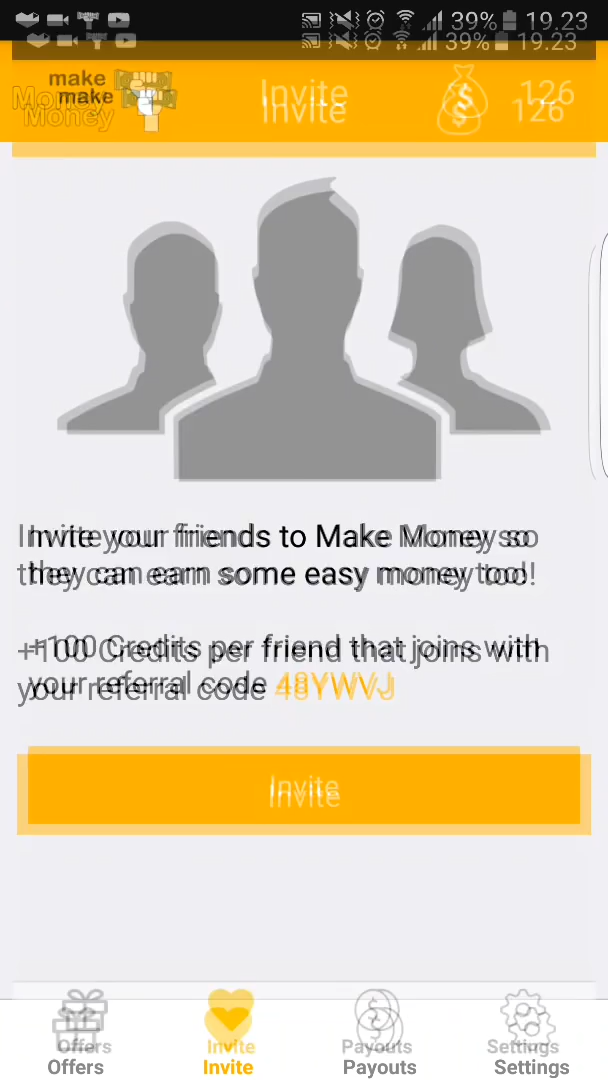 39% 19.23
make Money
Invite
126
Invite your friends to Make Money so
they can earn some easy money too!
+100 Credits per friend that joins with
your referral code 48YWVJ
Invite
Offers Invite Payouts Settings